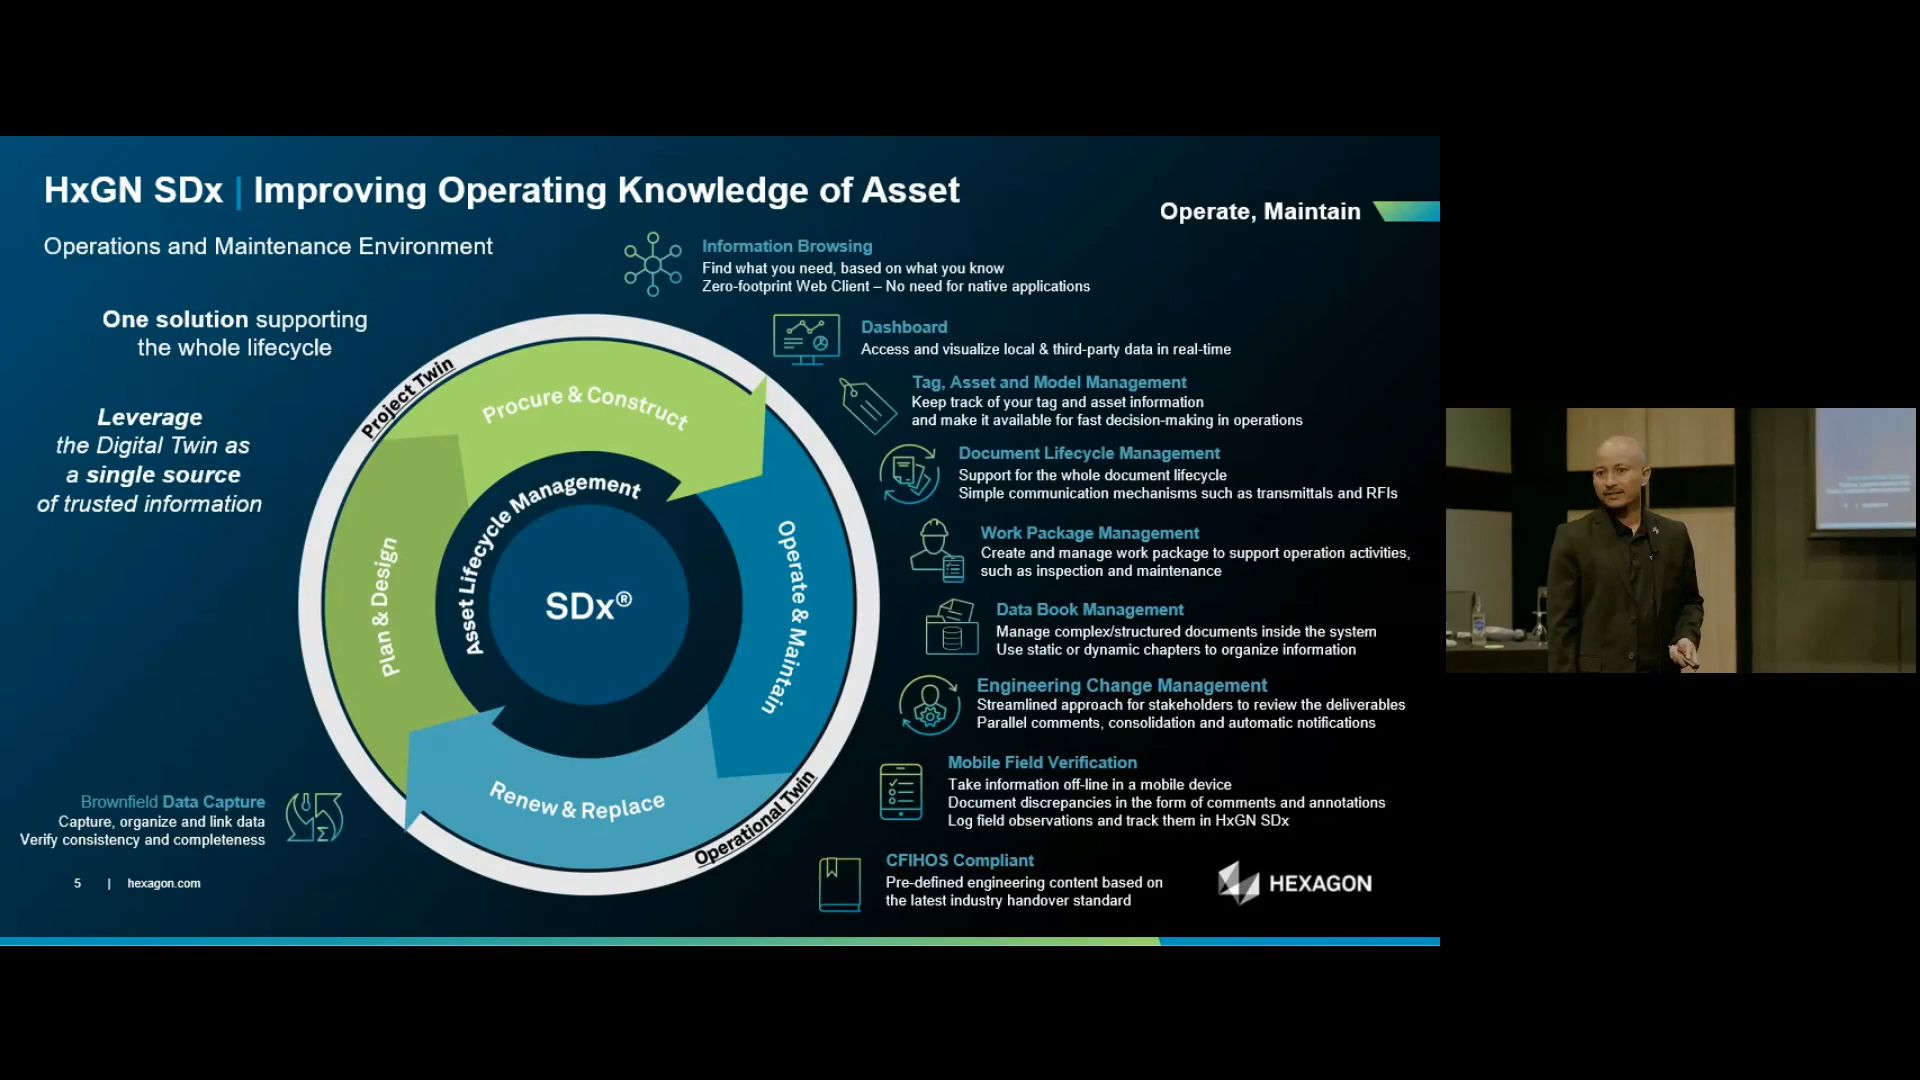 HxGN SDx | Improving Operating Knowledge of Asset
Operate, Maintain
Operations and Maintenance Environment
One solution supporting
the whole lifecycle
Leverage
the Digital Twin as
a single source
of trusted information
Project Twin
Procure & Construct
Plan & Design
Asset Lifecycle Management
SDx®
Operate & Maintain
Renew & Replace
Operational Twin
Information Browsing
Find what you need, based on what you know
Zero-footprint Web Client – No need for native applications
Dashboard
Access and visualize local & third-party data in real-time
Tag, Asset and Model Management
Keep track of your tag and asset information
and make it available for fast decision-making in operations
Document Lifecycle Management
Support for the whole document lifecycle
Simple communication mechanisms such as transmittals and RFIs
Work Package Management
Create and manage work package to support operation activities,
such as inspection and maintenance
Data Book Management
Manage complex/structured documents inside the system
Use static or dynamic chapters to organize information
Engineering Change Management
Streamlined approach for stakeholders to review the deliverables
Parallel comments, consolidation and automatic notifications
Mobile Field Verification
Take information off-line in a mobile device
Document discrepancies in the form of comments and annotations
Log field observations and track them in HxGN SDx
CFIHOS Compliant
Pre-defined engineering content based on
the latest industry handover standard
Brownfield Data Capture
Capture, organize and link data
Verify consistency and completeness
5 | hexagon.com
HEXAGON